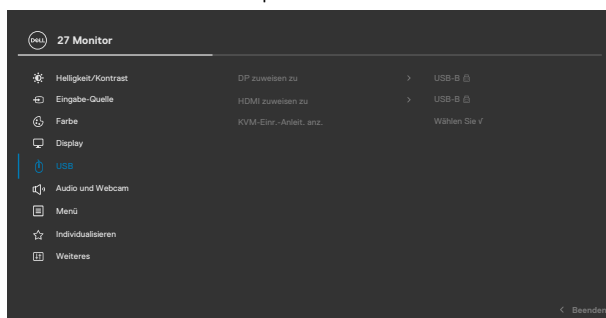 DELL 27 Monitor
Helligkeit/Kontrast DP zuweisen zu > USB-B
Eingabe-Quelle HDMI zuweisen zu > USB-B
Farbe KVM-Einr.-Anleit. anz. Wählen Sie √
Display
USB
Audio und Webcam
Menü
Individualisieren
Weiteres
< Beenden